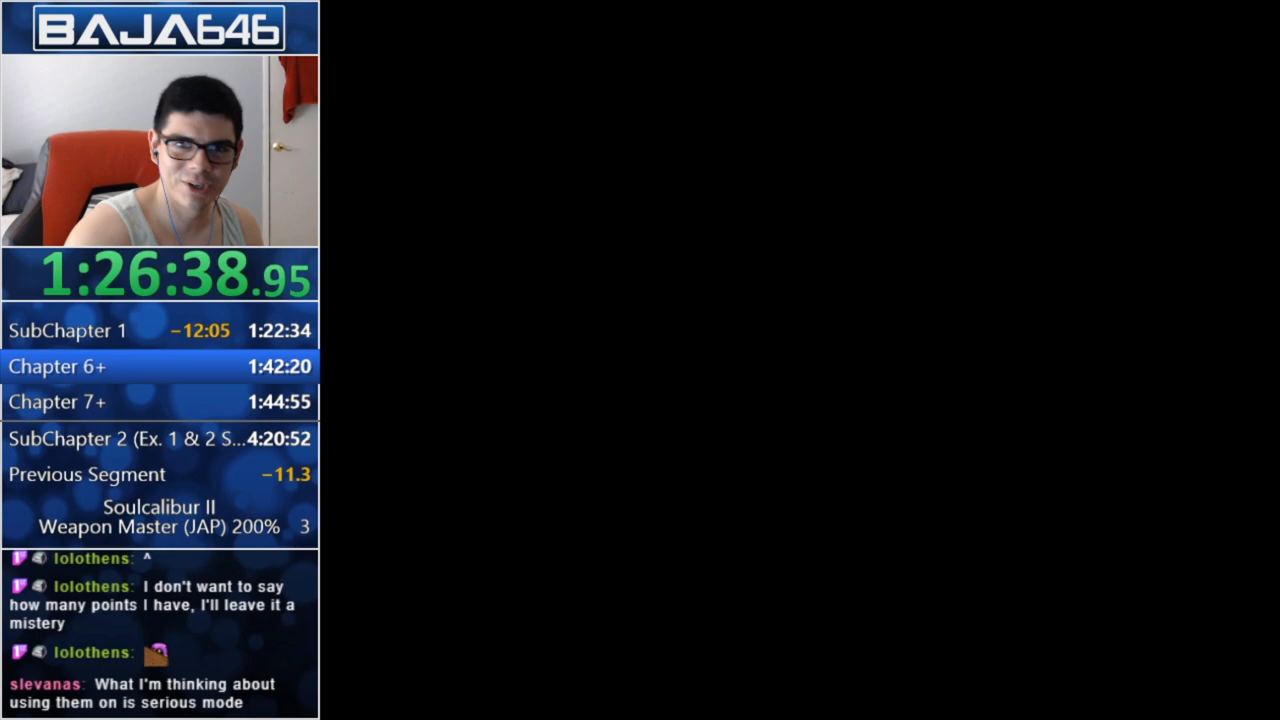 BAJA646
1:26:38.95
SubChapter 1 −12:05 1:22:34
Chapter 6+ 1:42:20
Chapter 7+ 1:44:55
SubChapter 2 (Ex. 1 & 2 S... 4:20:52
Previous Segment −11.3
Soulcalibur II
Weapon Master (JAP) 200% 3
lolothens: ^
lolothens: I don't want to say
how many points I have, I'll leave it a
mistery
lolothens:
slevanas: What I'm thinking about
using them on is serious mode